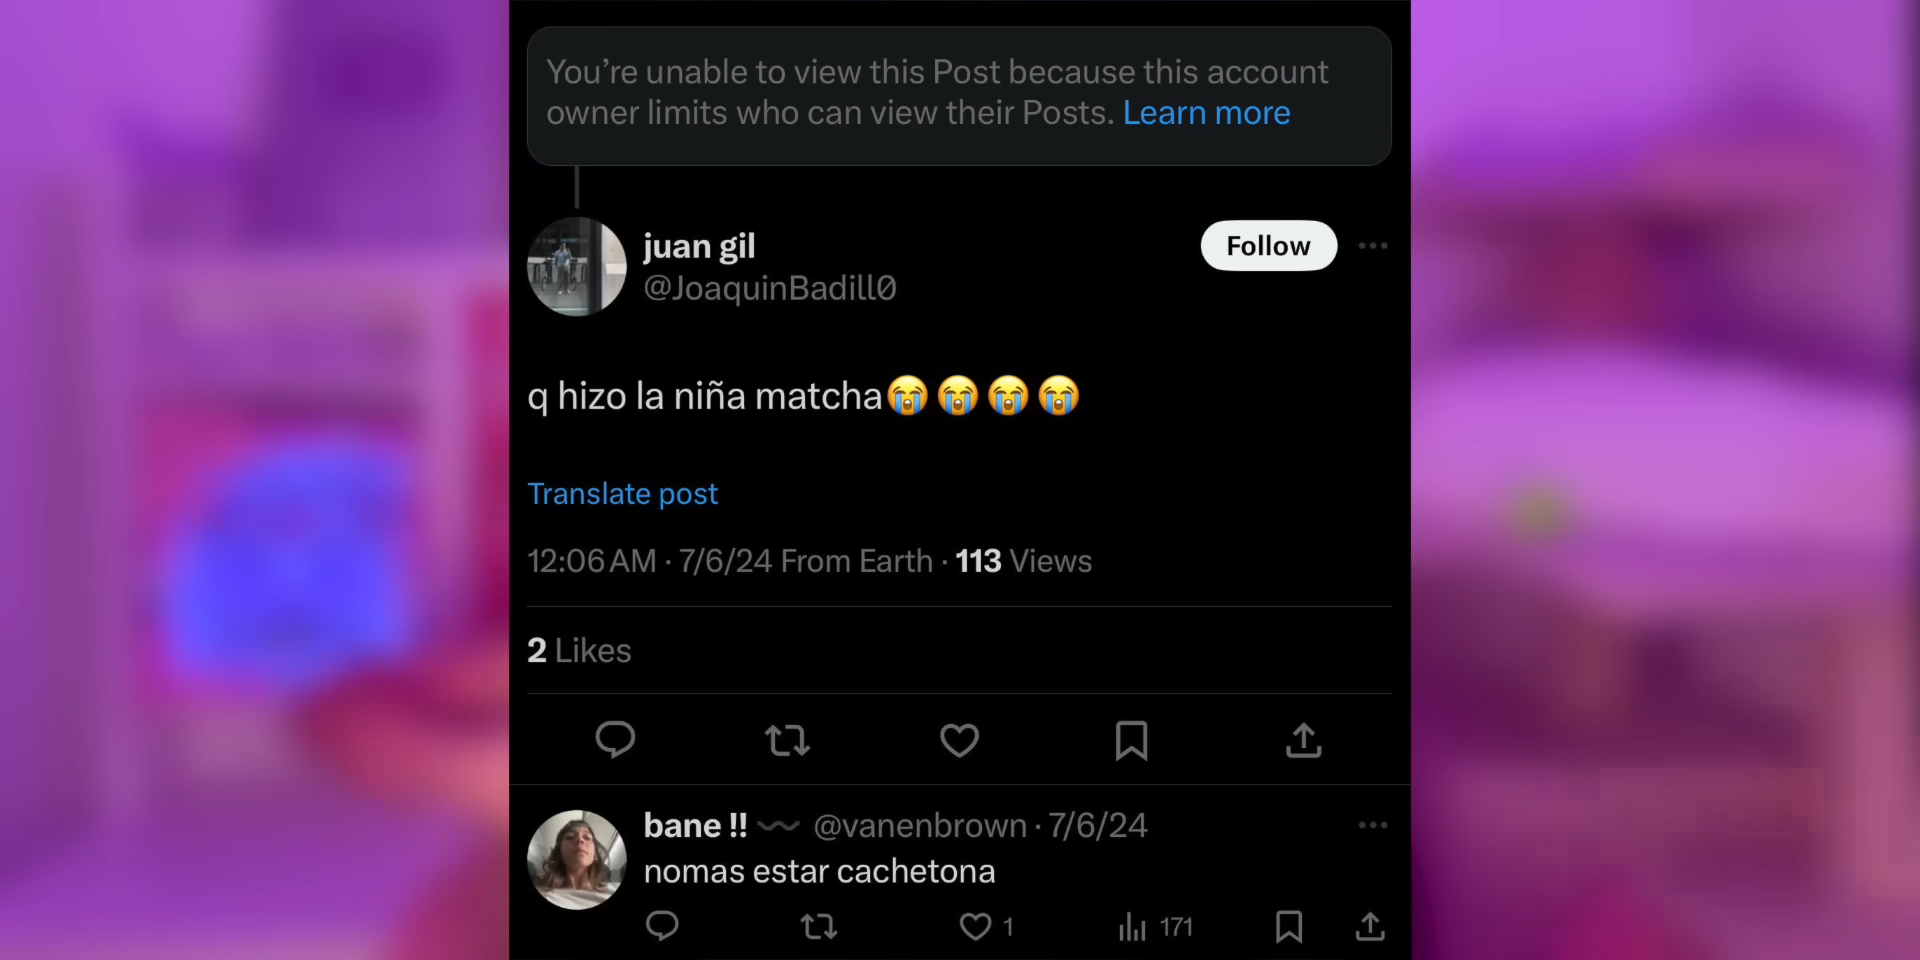 You’re unable to view this Post because this account
owner limits who can view their Posts. Learn more
juan gil
Follow
@JoaquinBadill0
q hizo la niña matcha😭😭😭😭
Translate post
12:06 AM · 7/6/24 From Earth · 113 Views
2 Likes
bane !! 〰️ @vanenbrown · 7/6/24
nomas estar cachetona
1
171